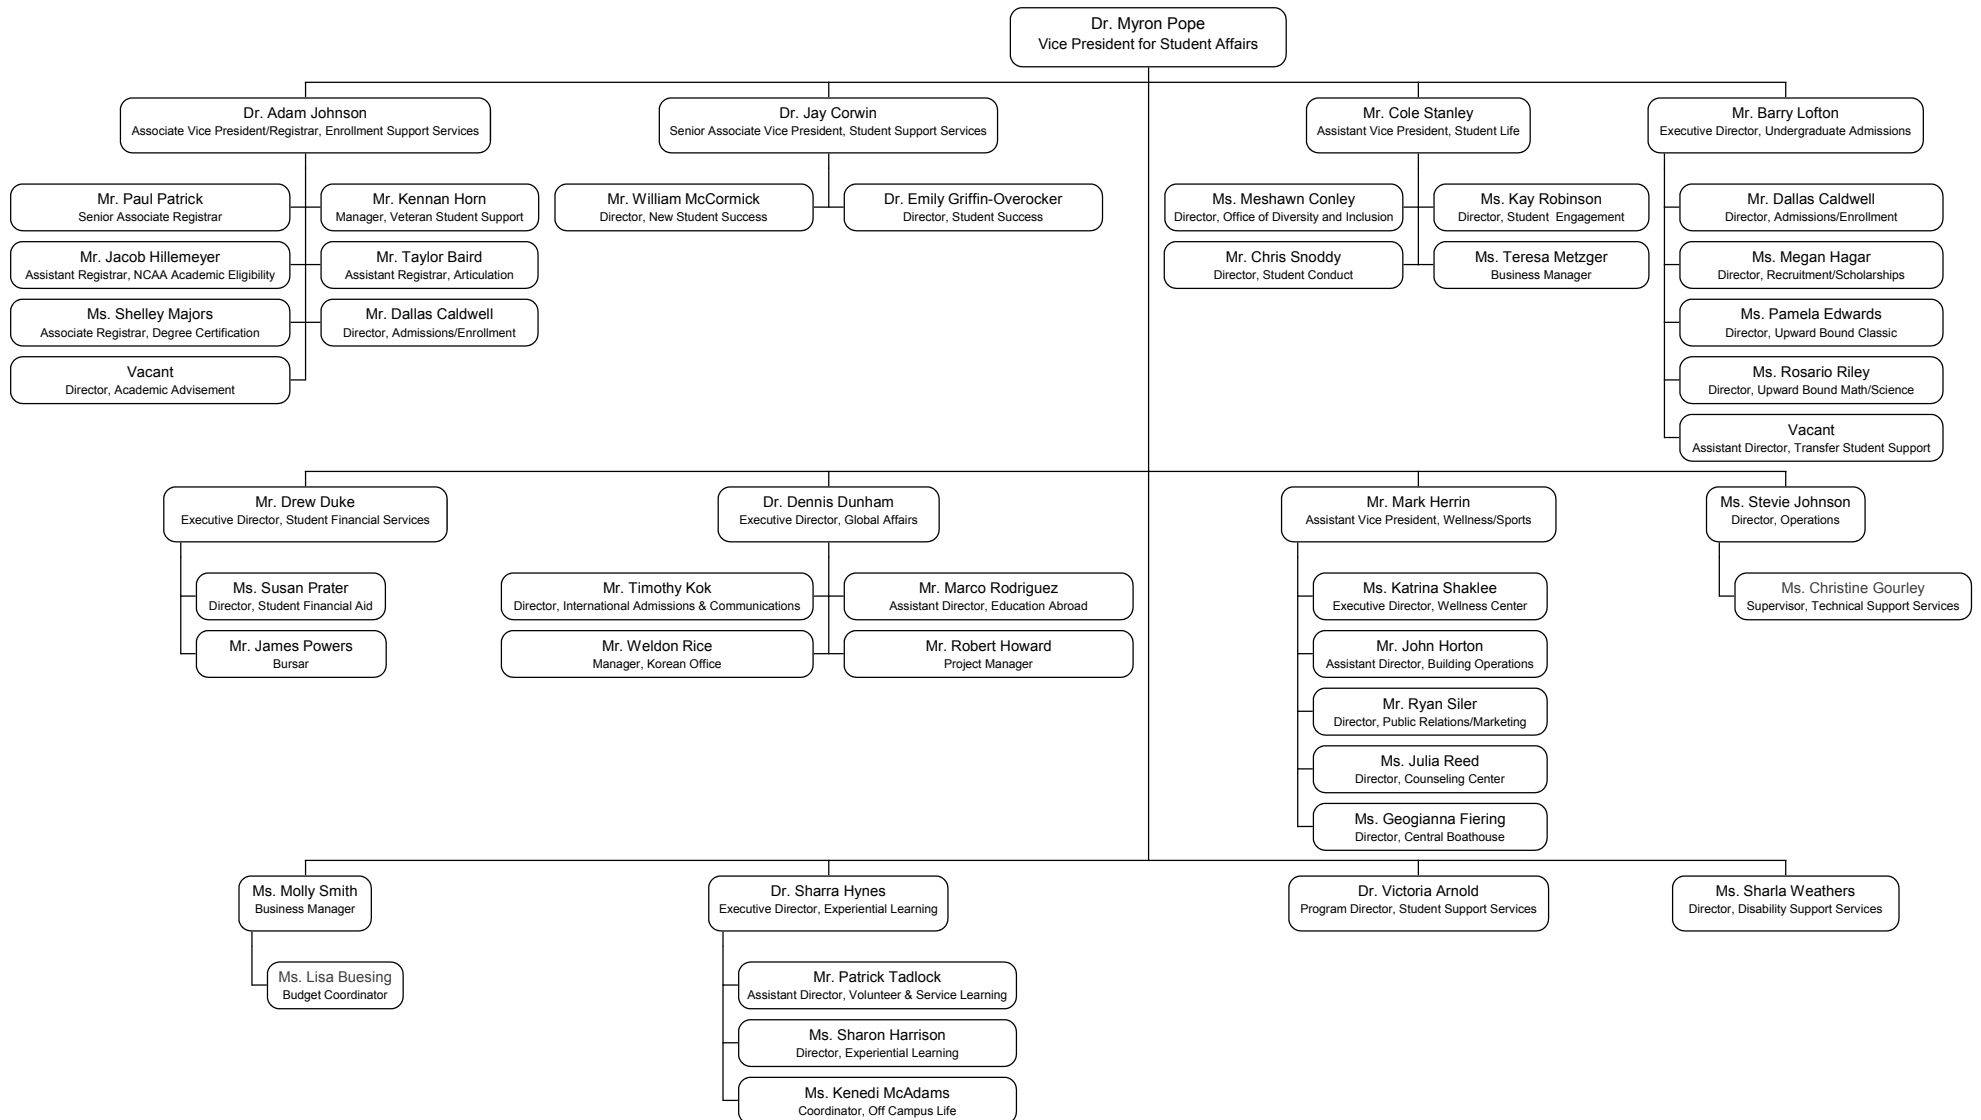 Dr. Myron Pope
Vice President for Student Affairs
Dr. Adam Johnson
Associate Vice President/Registrar, Enrollment Support Services
Dr. Jay Corwin
Senior Associate Vice President, Student Support Services
Mr. Cole Stanley
Assistant Vice President, Student Life
Mr. Barry Lofton
Executive Director, Undergraduate Admissions
Mr. Paul Patrick
Senior Associate Registrar
Mr. Kennan Horn
Manager, Veteran Student Support
Mr. Jacob Hillemeyer
Assistant Registrar, NCAA Academic Eligibility
Mr. Taylor Baird
Assistant Registrar, Articulation
Ms. Shelley Majors
Associate Registrar, Degree Certification
Mr. Dallas Caldwell
Director, Admissions/Enrollment
Vacant
Director, Academic Advisement
Mr. William McCormick
Director, New Student Success
Dr. Emily Griffin-Overocker
Director, Student Success
Ms. Meshawn Conley
Director, Office of Diversity and Inclusion
Ms. Kay Robinson
Director, Student  Engagement
Mr. Chris Snoddy
Director, Student Conduct
Ms. Teresa Metzger
Business Manager
Mr. Dallas Caldwell
Director, Admissions/Enrollment
Ms. Megan Hagar
Director, Recruitment/Scholarships
Ms. Pamela Edwards
Director, Upward Bound Classic
Ms. Rosario Riley
Director, Upward Bound Math/Science
Vacant
Assistant Director, Transfer Student Support
Mr. Drew Duke
Executive Director, Student Financial Services
Dr. Dennis Dunham
Executive Director, Global Affairs
Mr. Mark Herrin
Assistant Vice President, Wellness/Sports
Ms. Stevie Johnson
Director, Operations
Ms. Susan Prater
Director, Student Financial Aid
Mr. James Powers
Bursar
Mr. Timothy Kok
Director, International Admissions & Communications
Mr. Marco Rodriguez
Assistant Director, Education Abroad
Mr. Weldon Rice
Manager, Korean Office
Mr. Robert Howard
Project Manager
Ms. Katrina Shaklee
Executive Director, Wellness Center
Mr. John Horton
Assistant Director, Building Operations
Mr. Ryan Siler
Director, Public Relations/Marketing
Ms. Julia Reed
Director, Counseling Center
Ms. Geogianna Fiering
Director, Central Boathouse
Ms. Christine Gourley
Supervisor, Technical Support Services
Ms. Molly Smith
Business Manager
Dr. Sharra Hynes
Executive Director, Experiential Learning
Dr. Victoria Arnold
Program Director, Student Support Services
Ms. Sharla Weathers
Director, Disability Support Services
Ms. Lisa Buesing
Budget Coordinator
Mr. Patrick Tadlock
Assistant Director, Volunteer & Service Learning
Ms. Sharon Harrison
Director, Experiential Learning
Ms. Kenedi McAdams
Coordinator, Off Campus Life